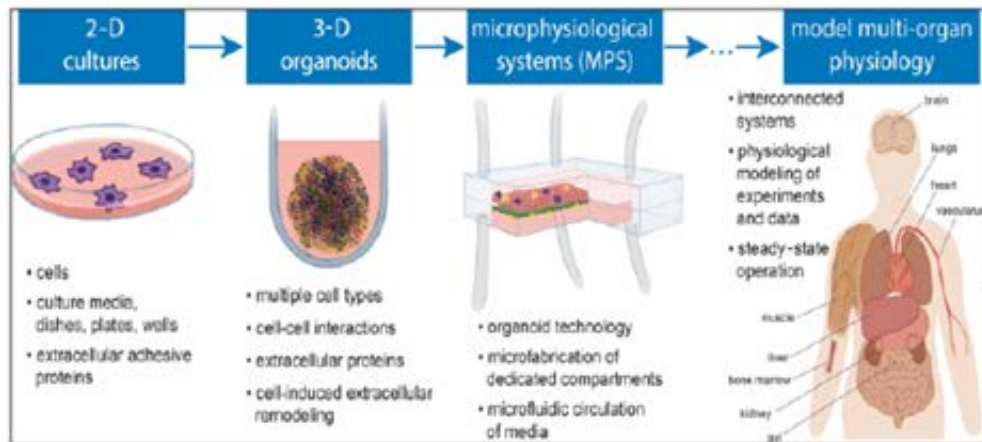 2-D
cultures
3-D
organoids
microphysiological
systems (MPS)
...
model multi-organ
physiology
• cells
• culture media,
dishes, plates, wells
• extracellular adhesive
proteins
• multiple cell types
• cell-cell interactions
• extracellular proteins
• cell-induced extracellular
remodeling
• organoid technology
• microfabrication of
dedicated compartments
• microfluidic circulation
of media
• interconnected
systems
• physiological
modeling of
experiments
and data
• steady-state
operation
brain
lungs
heart
vasculature
muscle
liver
bone marrow
kidney
gut